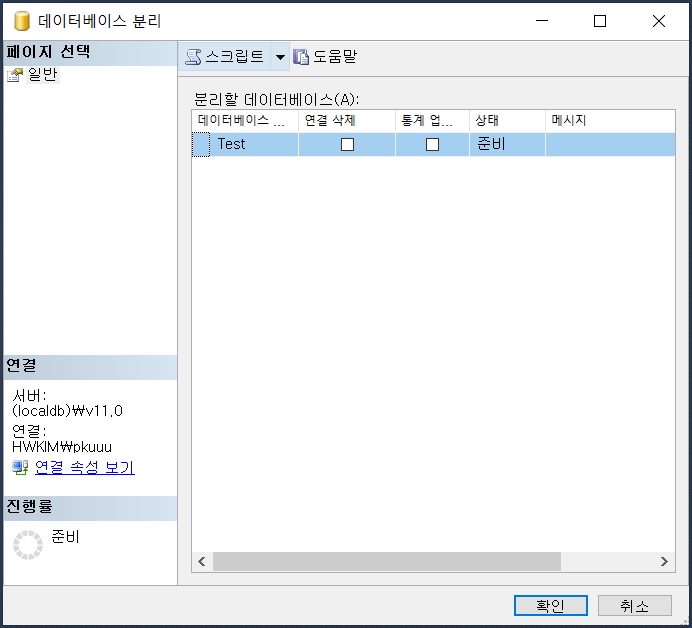 데이터베이스 분리
페이지 선택
일반
스크립트
도움말
분리할 데이터베이스(A):
데이터베이스 ... 연결 삭제 통계 업... 상태 메시지
Test 준비
연결
서버:
(localdb)₩v11,0
연결:
HWKIM₩pkuuu
연결 속성 보기
진행률
준비
확인 취소